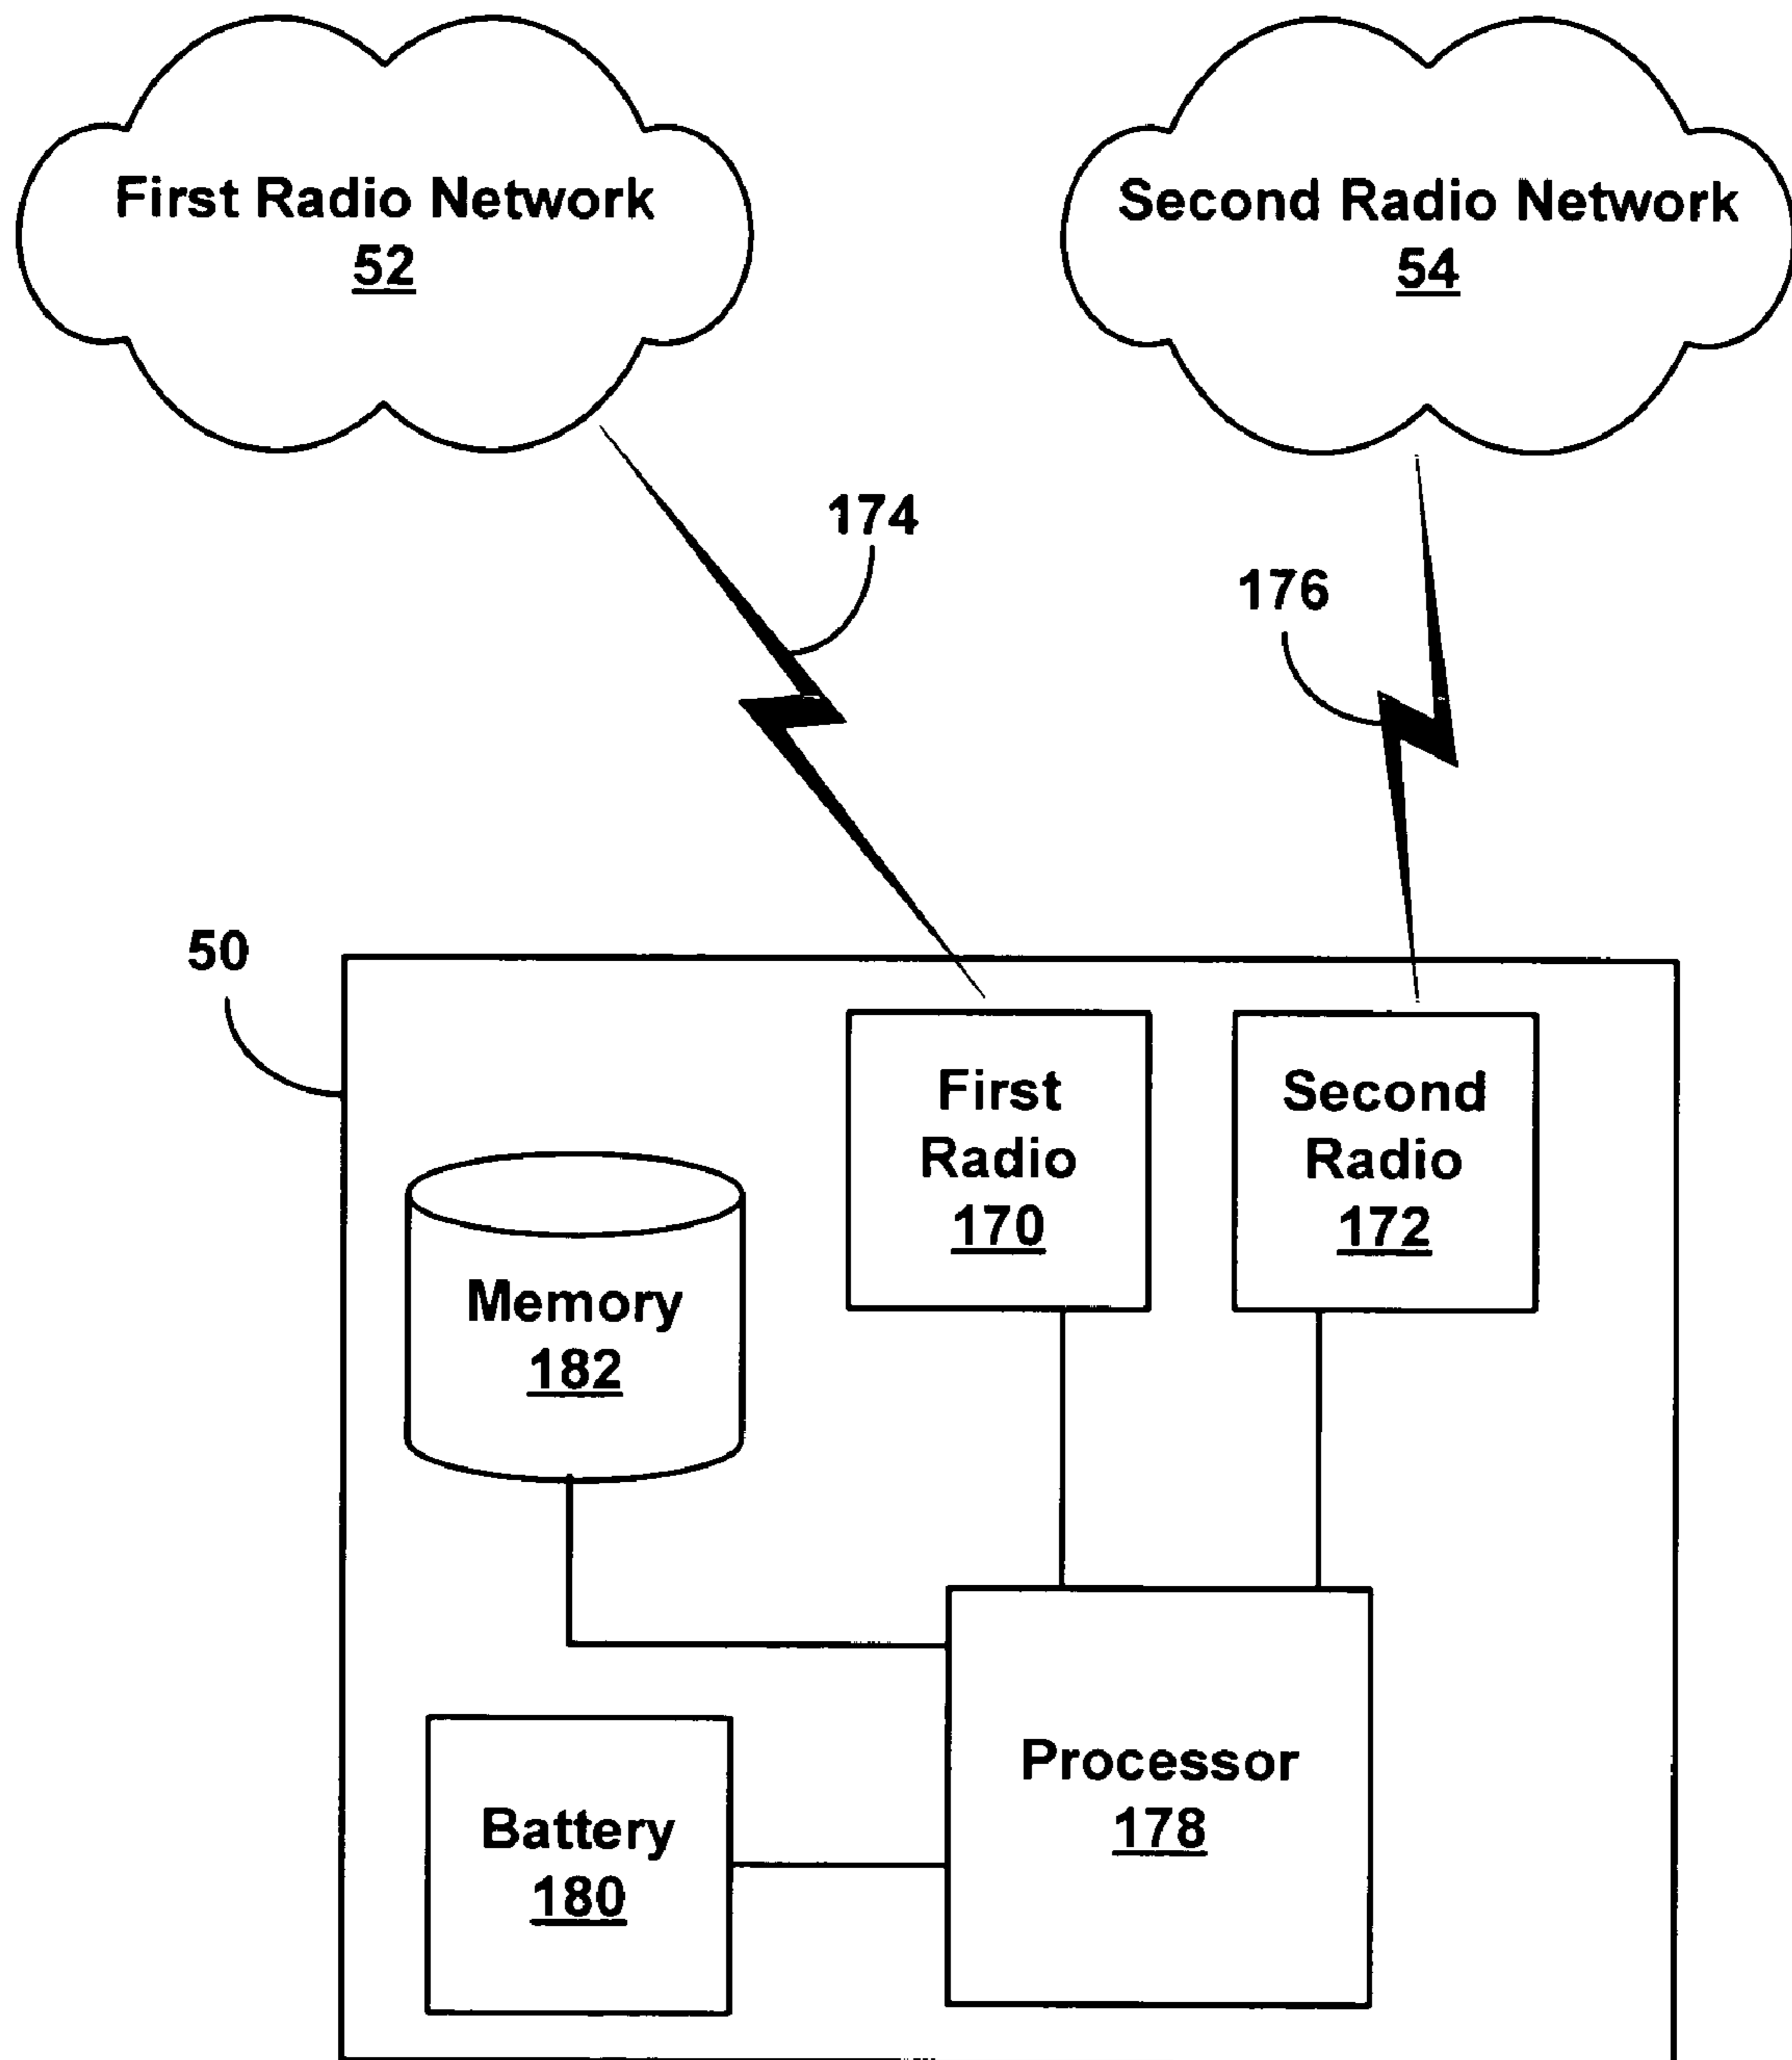 First Radio Network
52
Second Radio Network
54
174
176
50
First
Radio
170
Second
Radio
172
Memory
182
Processor
178
Battery
180